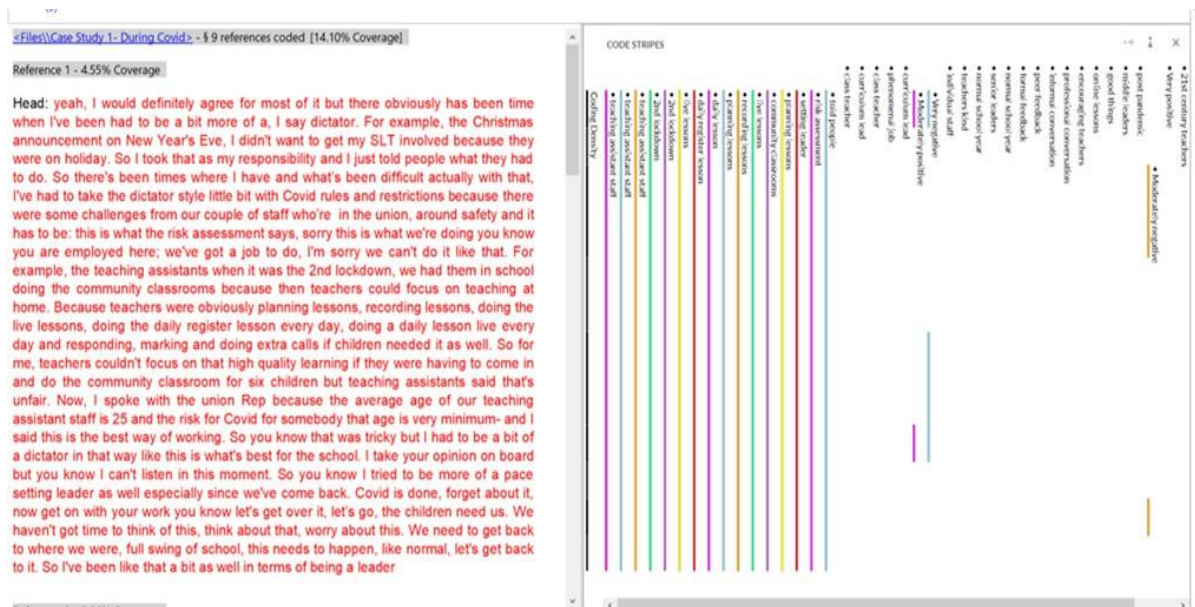 <Files\\Case Study 1- During Covid> - § 9 references coded [14.10% Coverage]
Reference 1 - 4.55% Coverage
Head: yeah, I would definitely agree for most of it but there obviously has been time
when I've been had to be a bit more of a, I say dictator. For example, the Christmas
announcement on New Year's Eve, I didn't want to get my SLT involved because they
were on holiday. So I took that as my responsibility and I just told people what they had
to do. So there's been times where I have and what's been difficult actually with that,
I've had to take the dictator style little bit with Covid rules and restrictions because there
were some challenges from our couple of staff who're in the union, around safety and it
has to be: this is what the risk assessment says, sorry this is what we're doing you know
you are employed here; we've got a job to do, I'm sorry we can't do it like that. For
example, the teaching assistants when it was the 2nd lockdown, we had them in school
doing the community classrooms because then teachers could focus on teaching at
home. Because teachers were obviously planning lessons, recording lessons, doing the
live lessons, doing the daily register lesson every day, doing a daily lesson live every
day and responding, marking and doing extra calls if children needed it as well. So for
me, teachers couldn't focus on that high quality learning if they were having to come in
and do the community classroom for six children but teaching assistants said that's
unfair. Now, I spoke with the union Rep because the average age of our teaching
assistant staff is 25 and the risk for Covid for somebody that age is very minimum- and I
said this is the best way of working. So you know that was tricky but I had to be a bit of
a dictator in that way like this is what's best for the school. I take your opinion on board
but you know I can't listen in this moment. So you know I tried to be more of a pace
setting leader as well especially since we've come back. Covid is done, forget about it,
now get on with your work you know let's get over it, let's go, the children need us. We
haven't got time to think of this, think about that, worry about this. We need to get back
to where we were, full swing of school, this needs to happen, like normal, let's get back
to it. So I've been like that a bit as well in terms of being a leader
CODE STRIPES
• 21st century teachers
• Very positive
• Moderately negative
• post pandemic
• middle leaders
• good things
• online lessons
• encouraging teachers
• professional conversation
• informal conversation
• peer feedback
• formal feedback
• normal school year
• senior leaders
• normal school-year
• teachers kind
• individual staff
• Very negative
• Moderately positive
• curriculum lead
• phenomenal job
• class teacher
• curriculum lead
• class teacher
• told people
• risk assessment
• setting leader
• planning lessons
• community classrooms
• live lessons
• recording lessons
• planning lessons
• daily lesson
• daily register lesson
• live lessons
• 2nd lockdown
• 2nd lockdown
• teaching assistant staff
• teaching assistant staff
• teaching assistant staff
Coding Density